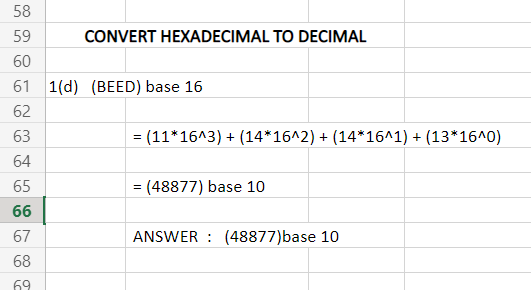 58
59 CONVERT HEXADECIMAL TO DECIMAL
60
61 1(d) (BEED) base 16
62
63 = (11*16^3) + (14*16^2) + (14*16^1) + (13*16^0)
64
65 = (48877) base 10
66
67 ANSWER : (48877)base 10
68
69